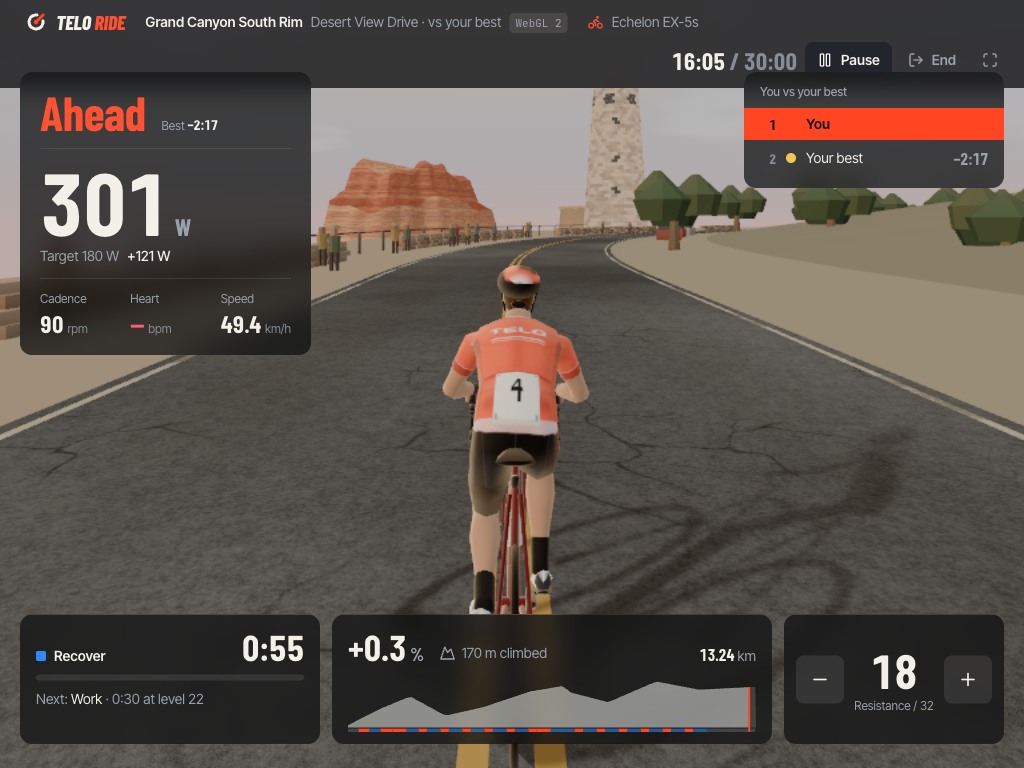 TELO RIDE Grand Canyon South Rim Desert View Drive · vs your best WebGL 2 Echelon EX-5s
16:05 / 30:00 Pause End
Ahead Best −2:17
301 W
Target 180 W +121 W
Cadence Heart Speed
90 rpm – bpm 49.4 km/h
You vs your best
1 You
2 Your best −2:17
TELO
4
Recover 0:55
Next: Work · 0:30 at level 22
+0.3 % 170 m climbed 13.24 km
− 18 +
Resistance / 32